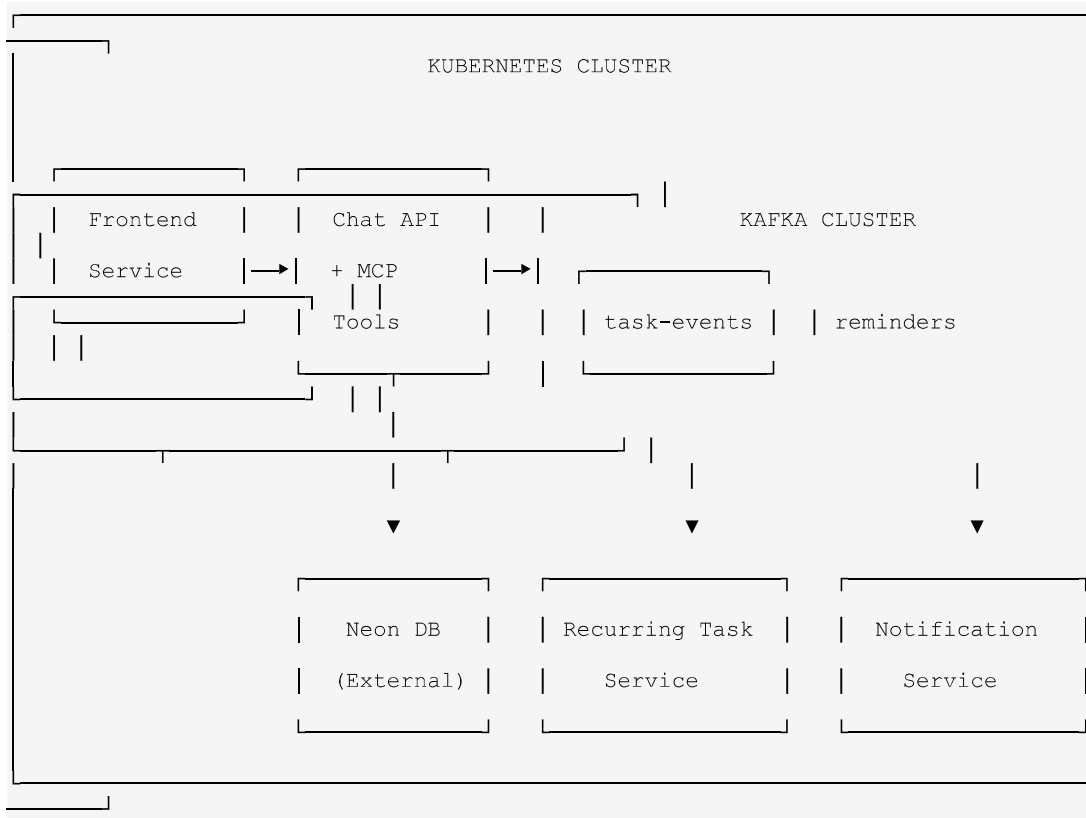 KUBERNETES CLUSTER
Frontend Chat API KAFKA CLUSTER
Service + MCP
Tools task-events reminders
Neon DB Recurring Task Notification
(External) Service Service